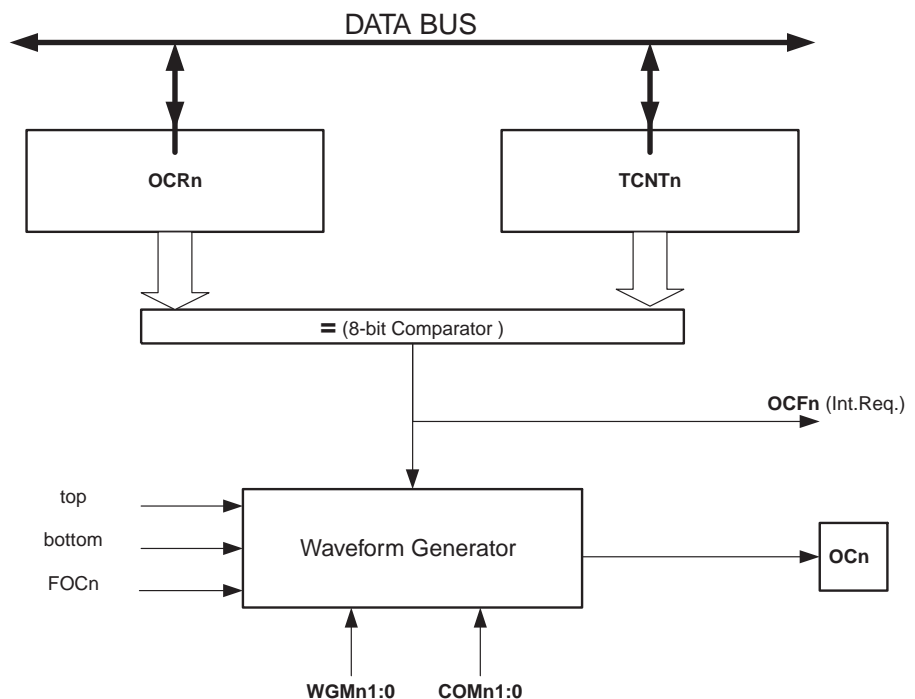 DATA BUS
OCRn
TCNTn
= (8-bit Comparator )
OCFn (Int.Req.)
top
bottom
FOCn
Waveform Generator
OCn
WGMn1:0
COMn1:0